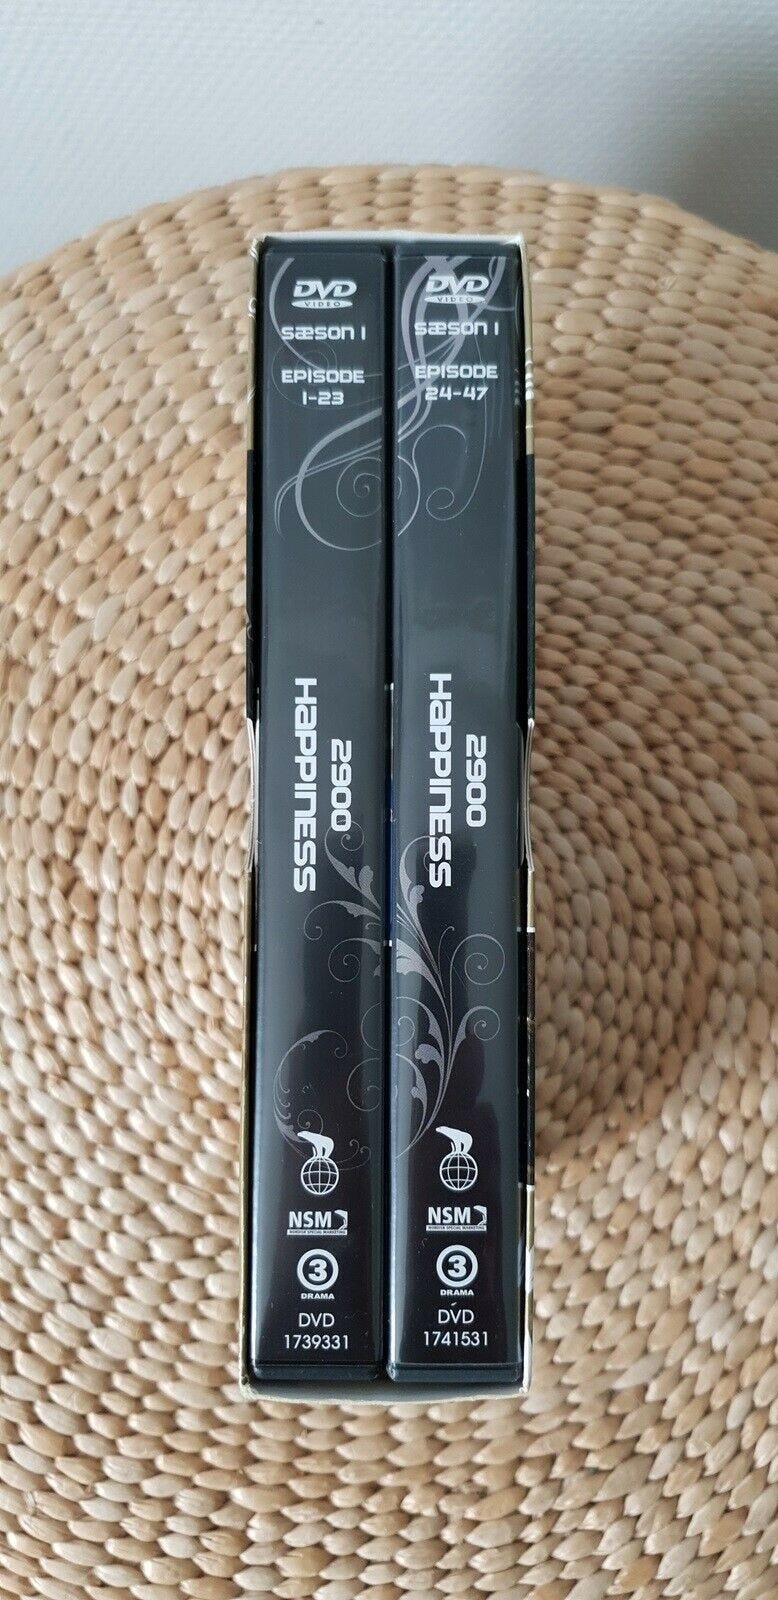 DVD
VIDEO
SÆSON 1
EPISODE
1-23
2900
HAPPINESS
NSM
NORDISK SPECIAL MARKETING
3
DRAMA
DVD
1739331
DVD
VIDEO
SÆSON 1
EPISODE
24-47
2900
HAPPINESS
NSM
NORDISK SPECIAL MARKETING
3
DRAMA
DVD
1741531